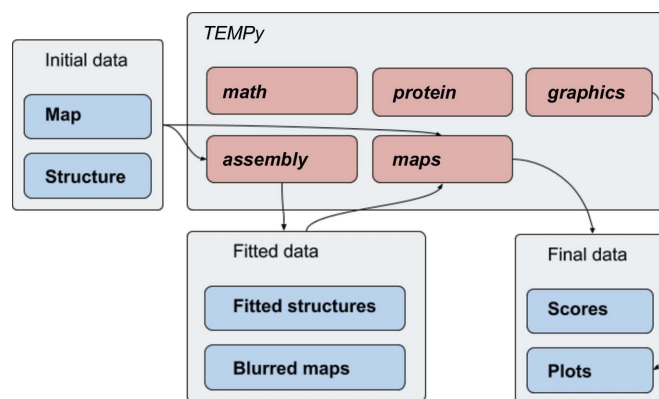 TEMPy
Initial data
Map
Structure
math
protein
graphics
assembly
maps
Fitted data
Fitted structures
Blurred maps
Final data
Scores
Plots